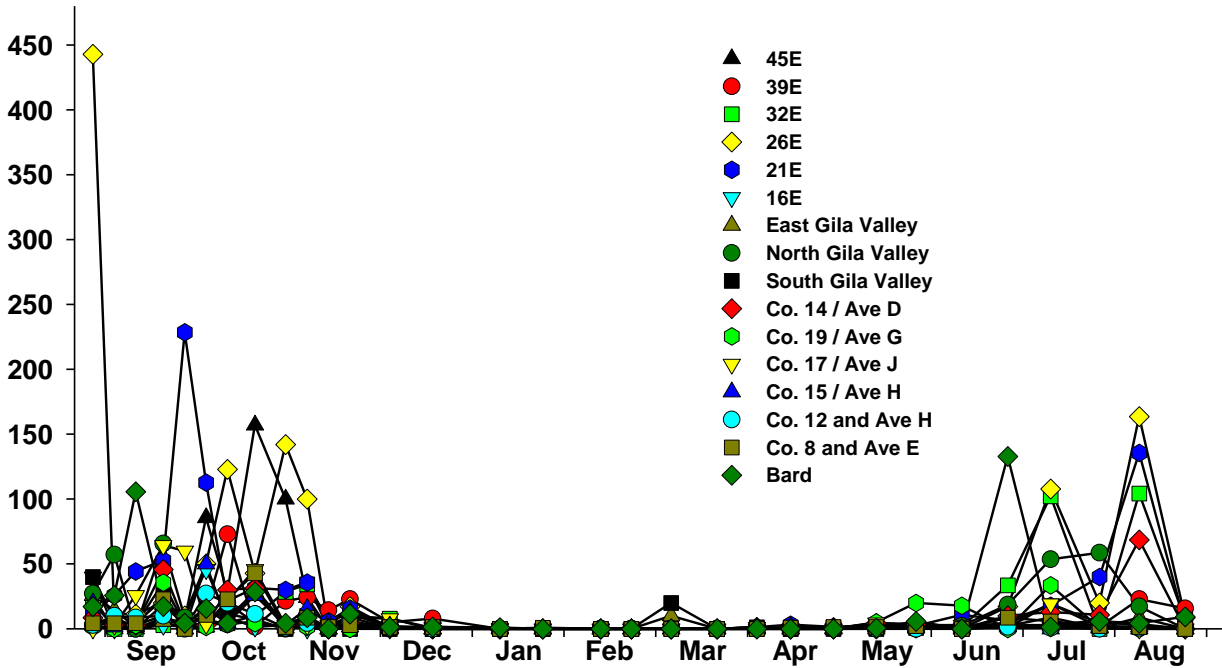 450
400
350
300
250
200
150
100
50
0
45E
39E
32E
26E
21E
16E
East Gila Valley
North Gila Valley
South Gila Valley
Co. 14 / Ave D
Co. 19 / Ave G
Co. 17 / Ave J
Co. 15 / Ave H
Co. 12 and Ave H
Co. 8 and Ave E
Bard
Sep Oct Nov Dec Jan Feb Mar Apr May Jun Jul Aug